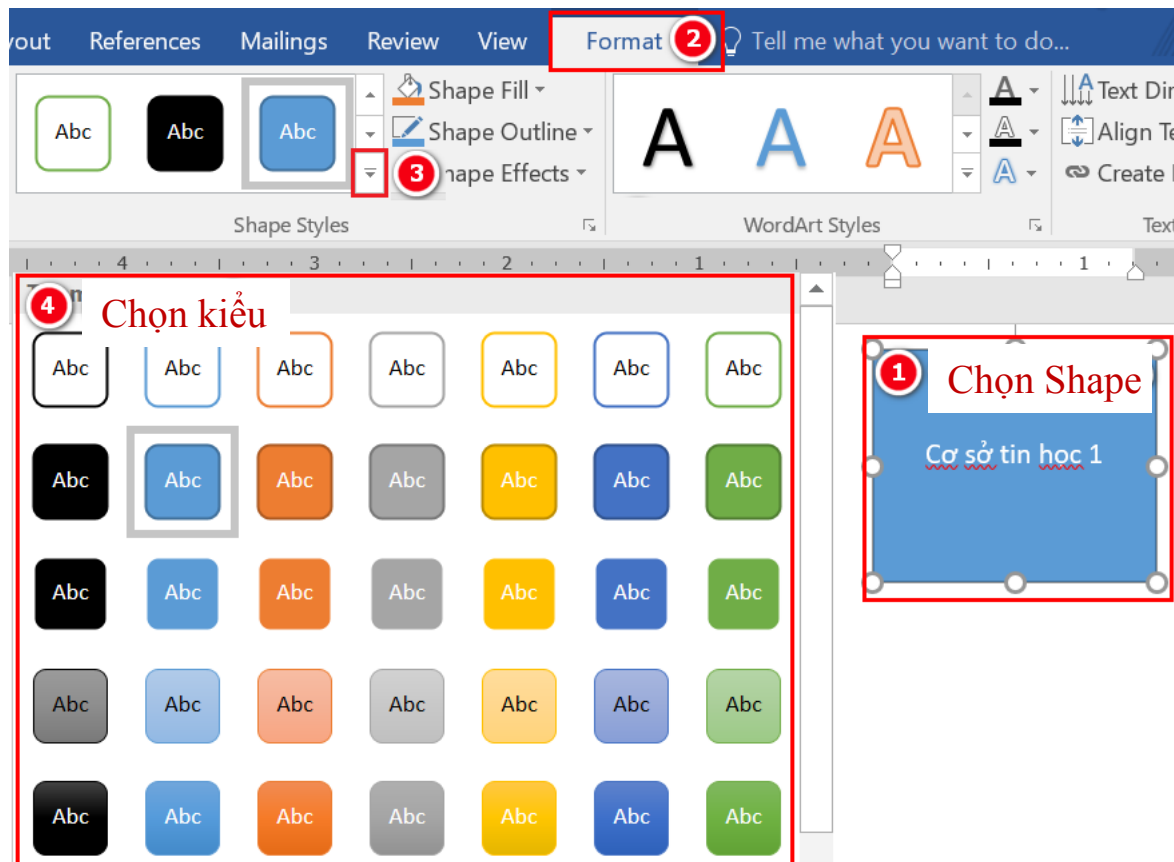 yout References Mailings Review View Format 2 Tell me what you want to do...
Abc Abc Abc
Shape Fill
Shape Outline
3 hape Effects
A A A
A
A
A
Text Dir
Align Te
Create
Shape Styles
WordArt Styles
Text
4 3 2 1 1
4 Chọn kiểu
Abc Abc Abc Abc Abc Abc Abc
Abc Abc Abc Abc Abc Abc Abc
Abc Abc Abc Abc Abc Abc Abc
Abc Abc Abc Abc Abc Abc Abc
Abc Abc Abc Abc Abc Abc Abc
1 Chọn Shape
Cơ sở tin học 1